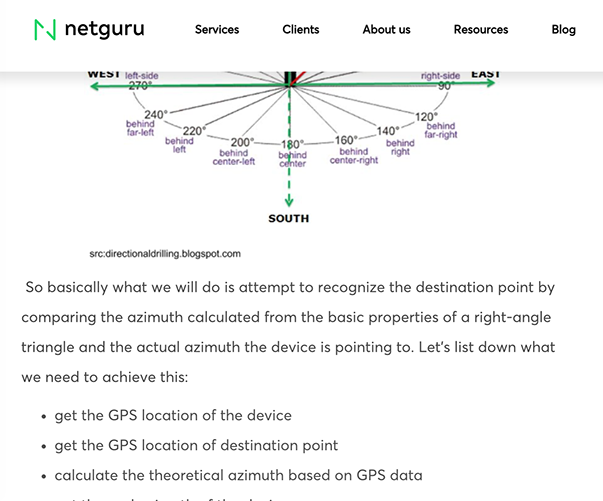 netguru
Services
Clients
About us
Resources
Blog
WEST left-side
right-side EAST
270°
90°
240°
behind
far-left
220°
behind
left
200°
behind
center-left
180°
behind
center
160°
behind
center-right
140°
behind
right
120°
behind
far-right
SOUTH
src:directionaldrilling.blogspot.com
So basically what we will do is attempt to recognize the destination point by
comparing the azimuth calculated from the basic properties of a right-angle
triangle and the actual azimuth the device is pointing to. Let's list down what
we need to achieve this:
• get the GPS location of the device
• get the GPS location of destination point
• calculate the theoretical azimuth based on GPS data